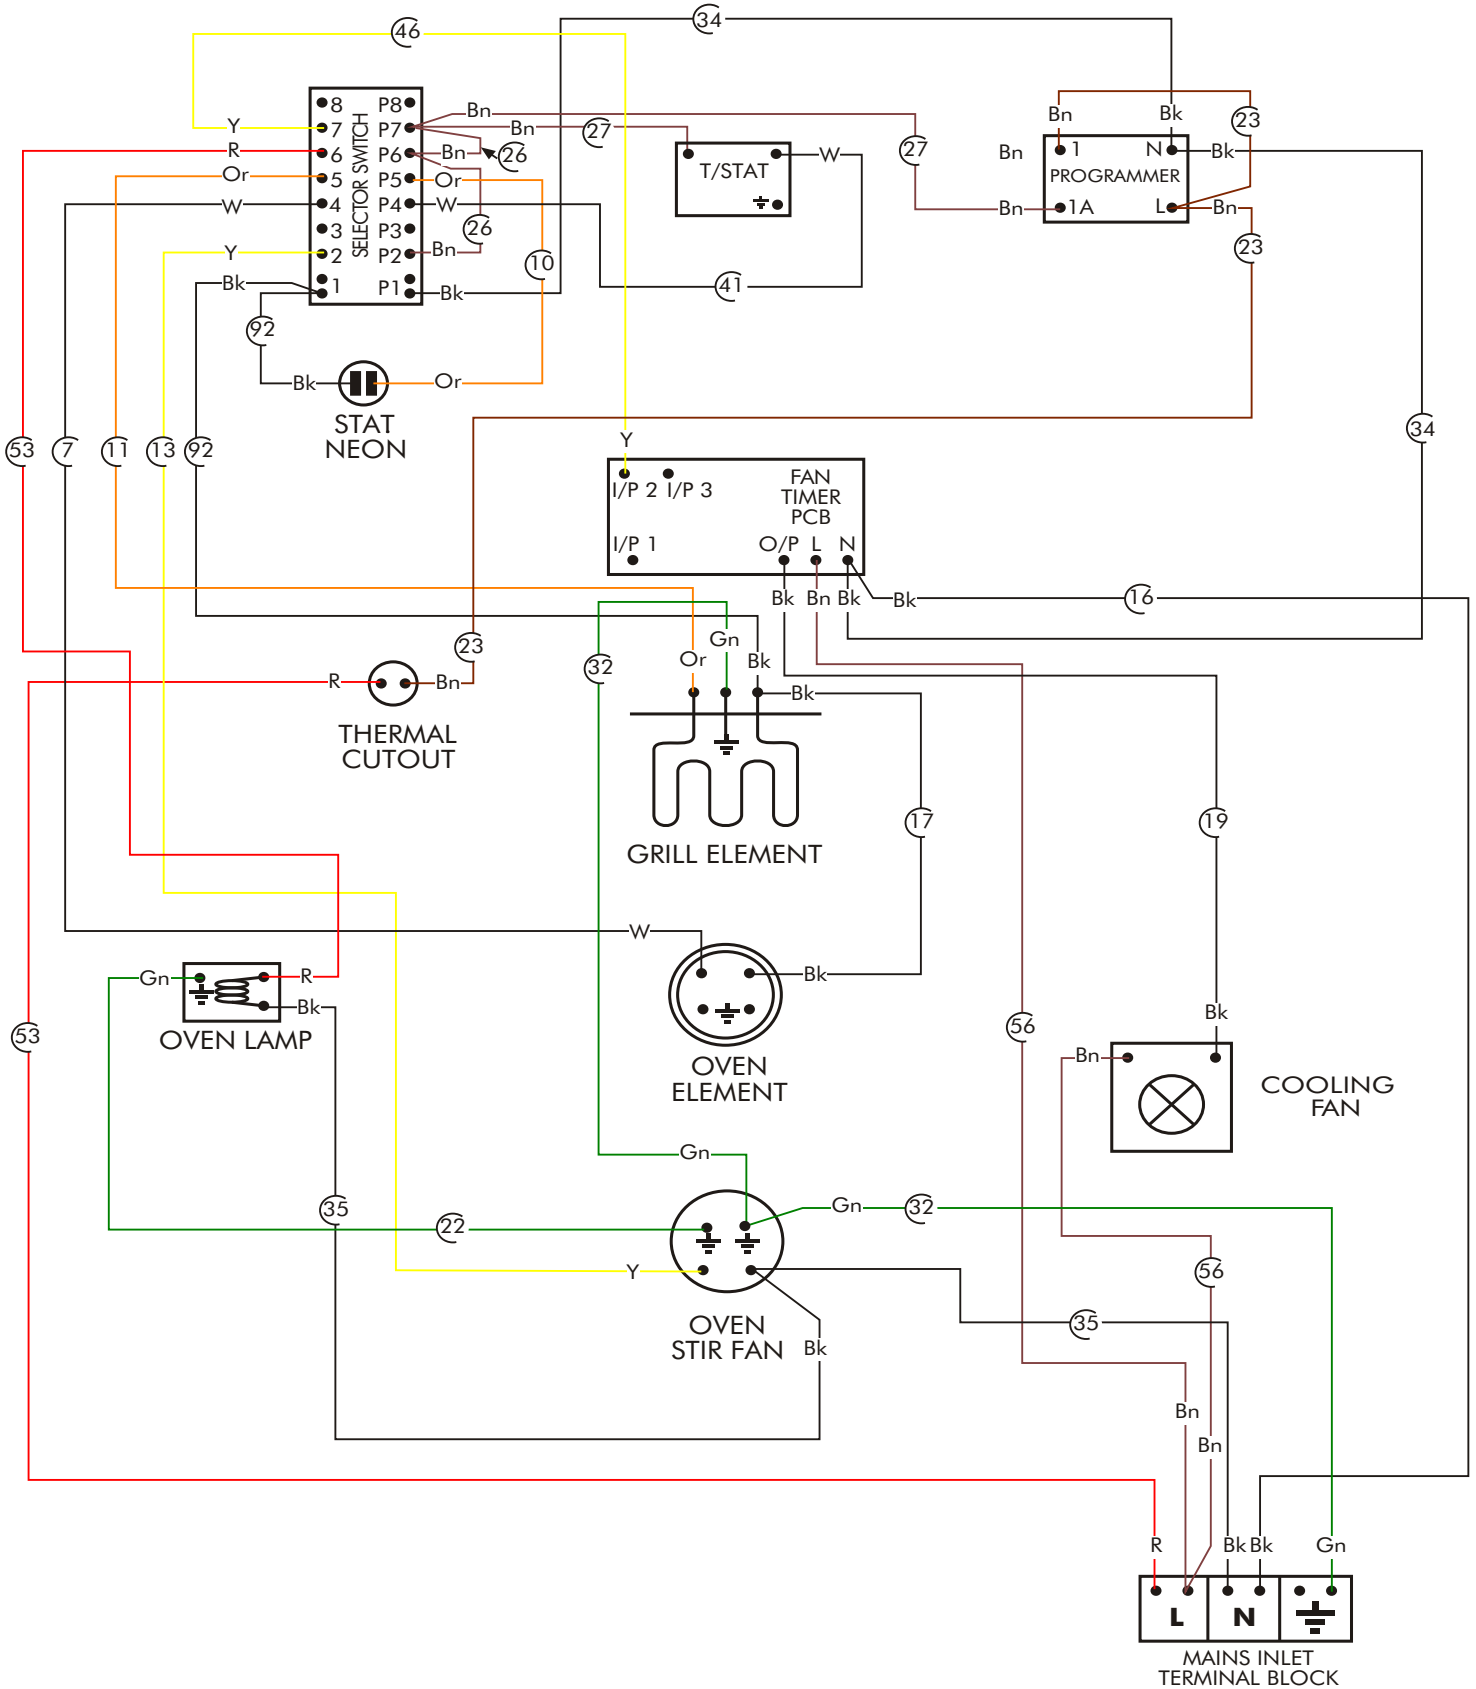 46
34
8 P8
Y 7 P7 Bn
Bn 27
R 6 P6 Bn 26
Or 5 P5 Or
W 4 P4 W
26
3 P3
Y 2 P2 Bn
Bk 1 P1 Bk
SELECTOR SWITCH
10
92
T/STAT
W
41
27
Bn Bk
23
Bn 1 N Bk
PROGRAMMER
Bn 1A L Bn
23
Bk Or
STAT
NEON
53 7 11 13 92
34
Y
I/P 2 I/P 3
FAN
TIMER
PCB
I/P 1 O/P L N
Bk Bn Bk Bk 16
32
Or Gn Bk
Bk
23
R Bn
THERMAL
CUTOUT
17
19
GRILL ELEMENT
W
Gn R
Bk
OVEN LAMP
53
Bk
OVEN
ELEMENT
56
Bk
Bn
COOLING
FAN
Gn
35
22
Gn 32
Y
56
OVEN
STIR FAN
Bk
35
Bn
Bn
R Bk Bk Gn
L N
MAINS INLET
TERMINAL BLOCK